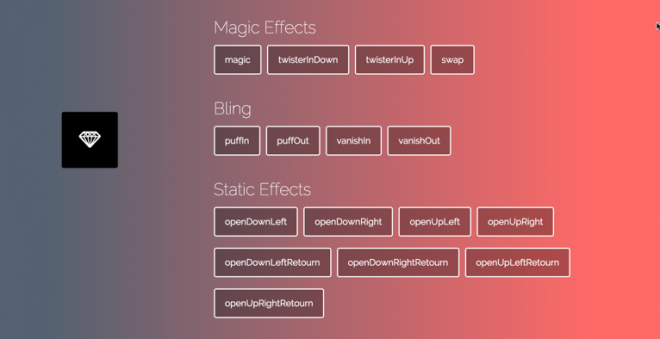 Magic Effects
magic twisterInDown twisterInUp swap
Bling
puffIn puffOut vanishIn vanishOut
Static Effects
openDownLeft openDownRight openUpLeft openUpRight
openDownLeftRetourn openDownRightRetourn openUpLeftRetourn
openUpRightRetourn